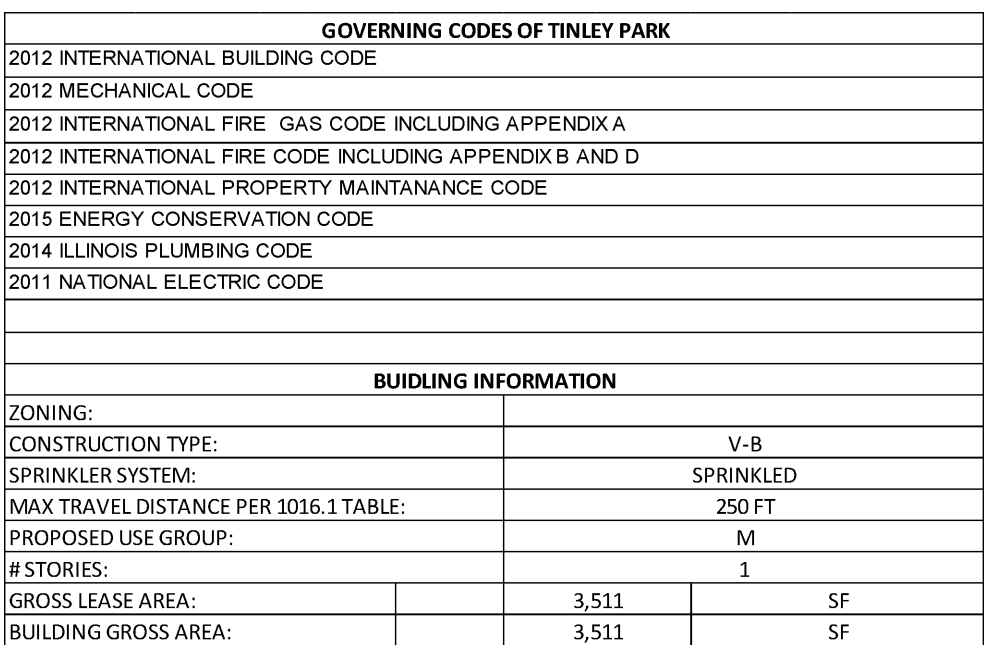 GOVERNING CODES OF TINLEY PARK
2012 INTERNATIONAL BUILDING CODE
2012 MECHANICAL CODE
2012 INTERNATIONAL FIRE GAS CODE INCLUDING APPENDIX A
2012 INTERNATIONAL FIRE CODE INCLUDING APPENDIX B AND D
2012 INTERNATIONAL PROPERTY MAINTANANCE CODE
2015 ENERGY CONSERVATION CODE
2014 ILLINOIS PLUMBING CODE
2011 NATIONAL ELECTRIC CODE
BUIDLING INFORMATION
ZONING:
CONSTRUCTION TYPE: V-B
SPRINKLER SYSTEM: SPRINKLED
MAX TRAVEL DISTANCE PER 1016.1 TABLE: 250 FT
PROPOSED USE GROUP: M
# STORIES: 1
GROSS LEASE AREA: 3,511 SF
BUILDING GROSS AREA: 3,511 SF